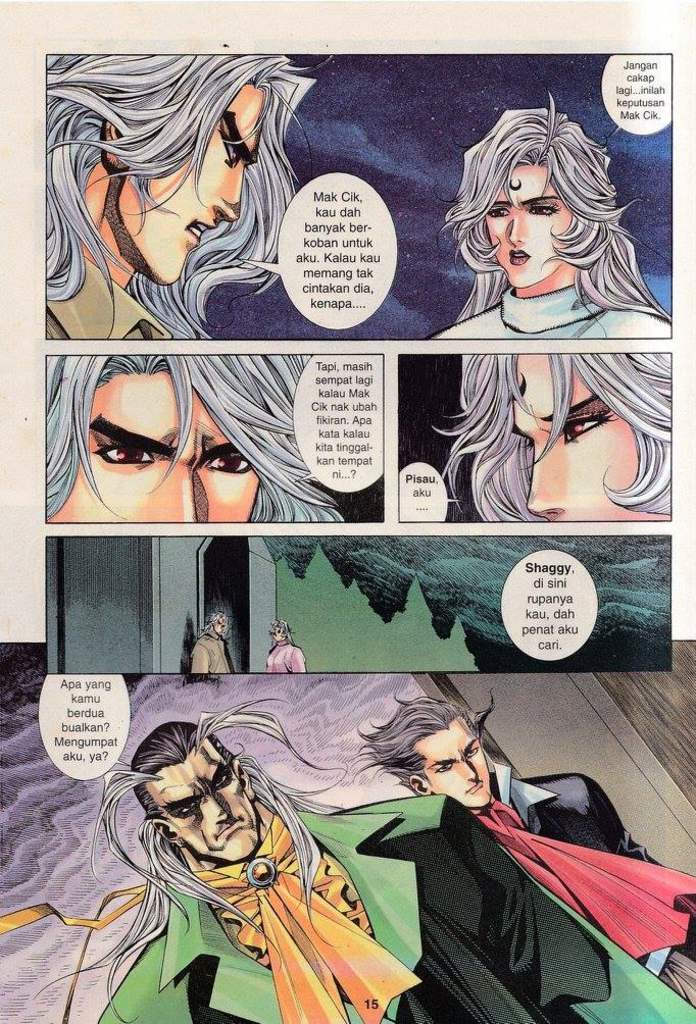 Mak Cik,
kau dah
banyak ber-
koban untuk
aku. Kalau kau
memang tak
cintakan dia,
kenapa....
Jangan
cakap
lagi...inilah
keputusan
Mak Cik.
Tapi, masih
sempat lagi
kalau Mak
Cik nak ubah
fikiran. Apa
kata kalau
kita
tinggal-
kan tempat
ni...?
Pisau,
aku
....
Shaggy,
di sini
rupanya
kau, dah
penat aku
cari.
Apa yang
kamu
berdua
bualkan?
Mengumpat
aku, ya?
15